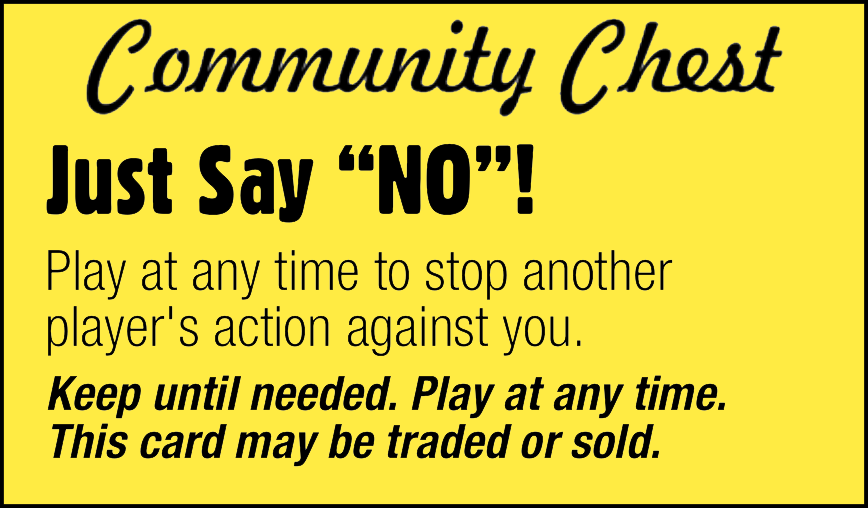 Community Chest
Just Say “NO”!
Play at any time to stop another
player's action against you.
Keep until needed. Play at any time.
This card may be traded or sold.